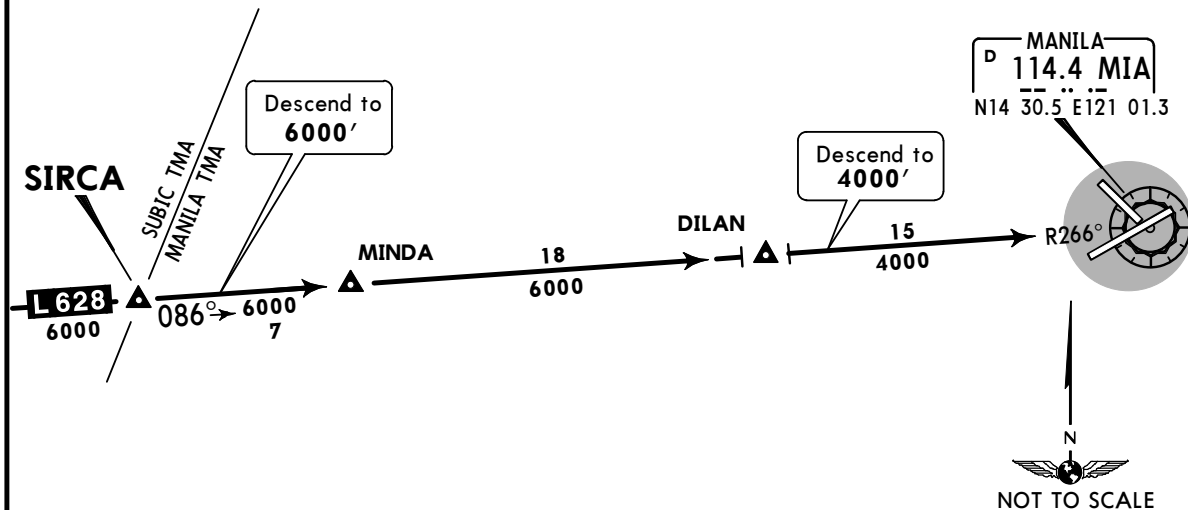 MANILA
D 114.4 MIA
N14 30.5 E121 01.3
Descend to
6000'
SUBIC TMA
MANILA TMA
SIRCA
Descend to
4000'
DILAN
MINDA
R266°
15
4000
18
6000
L 628
6000
086°
6000
7
N
NOT TO SCALE